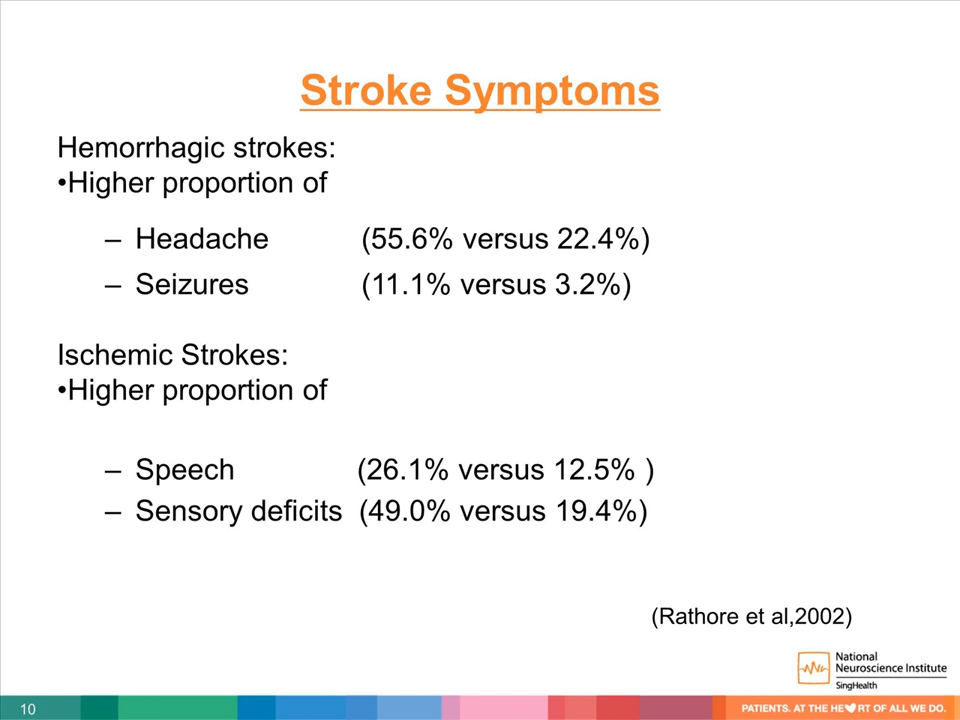 Stroke Symptoms
Hemorrhagic strokes:
•Higher proportion of
– Headache (55.6% versus 22.4%)
– Seizures (11.1% versus 3.2%)
Ischemic Strokes:
•Higher proportion of
– Speech (26.1% versus 12.5% )
– Sensory deficits (49.0% versus 19.4%)
(Rathore et al,2002)
National
Neuroscience Institute
SingHealth
10
PATIENTS. AT THE HE♥RT OF ALL WE DO.